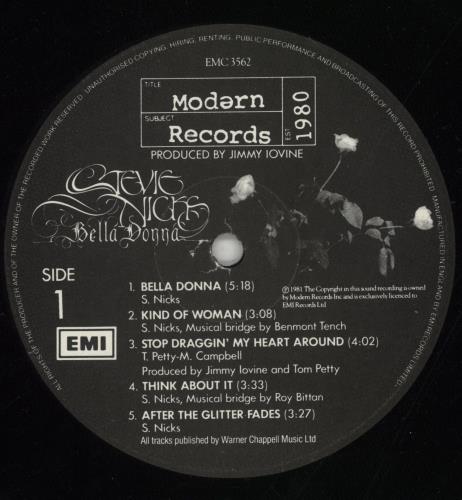 ALL RIGHTS OF THE PRODUCER AND OF THE OWNER OF THE RECORDED WORK RESERVED. UNAUTHORISED COPYING, HIRING, RENTING, PUBLIC PERFORMANCE AND BROADCASTING OF THIS RECORD PROHIBITED. MANUFACTURED IN ENGLAND BY EMI RECORDS LIMITED.
EMC 3562
TITLE
Modərn
SUBJECT
Records
EST 1980
PRODUCED BY JIMMY IOVINE
STEVIE
NICKS
Bella Donna
SIDE
1
EMI
1. BELLA DONNA (5:18)
S. Nicks
2. KIND OF WOMAN (3:08)
S. Nicks, Musical bridge by Benmont Tench
3. STOP DRAGGIN' MY HEART AROUND (4:02)
T. Petty-M. Campbell
Produced by Jimmy Iovine and Tom Petty
4. THINK ABOUT IT (3:33)
S. Nicks, Musical bridge by Roy Bittan
5. AFTER THE GLITTER FADES (3:27)
S. Nicks
All tracks published by Warner Chappell Music Ltd
℗ 1981 The Copyright in this sound recording is owned
by Modern Records Inc and is exclusively licenced to
EMI Records Ltd